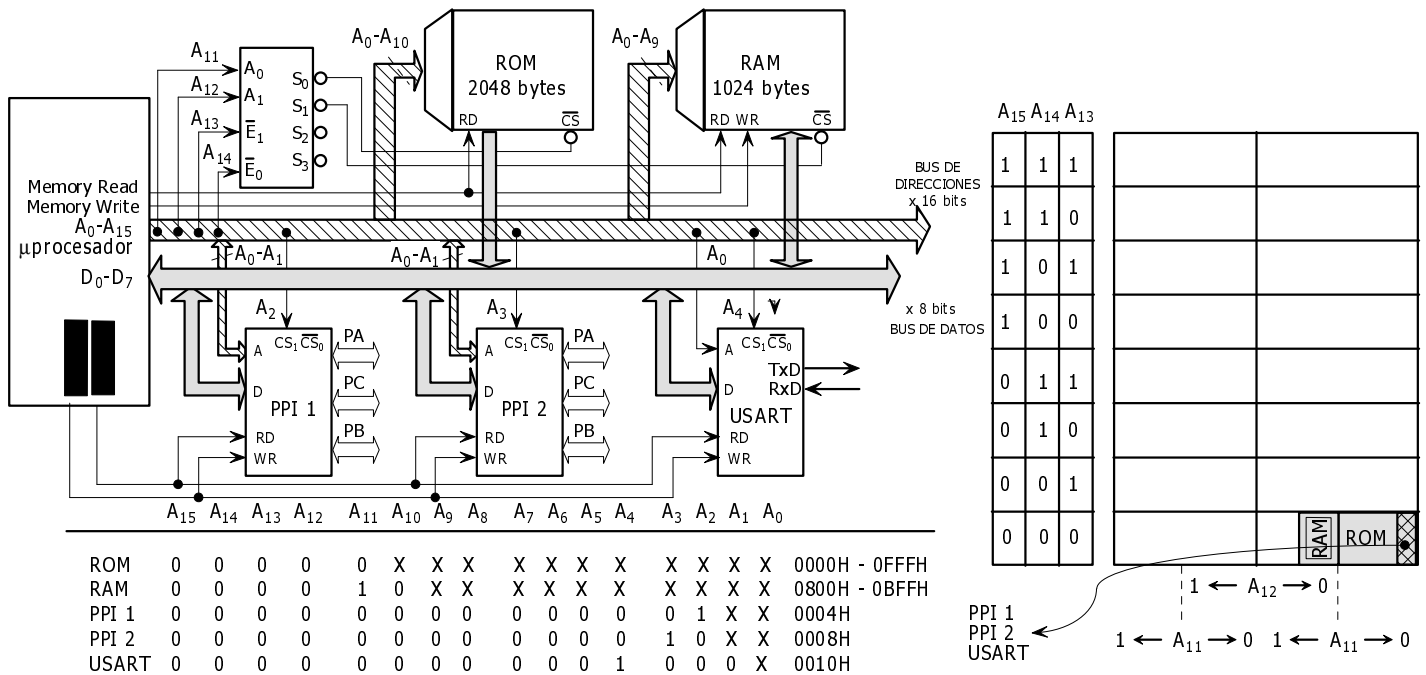 A0-A10
ROM
2048 bytes
RD
CS
A0-A9
RAM
1024 bytes
RD WR
CS
A11
A12
A13
A14
A0
A1
E1
E0
S0
S1
S2
S3
Memory Read
Memory Write
A0-A15
μprocesador
D0-D7
BUS DE
DIRECCIONES
x 16 bits
A0-A1
A0-A1
A0
x 8 bits
BUS DE DATOS
A2
A3
A4
A
CS1 CS0
D
PPI 1
RD
WR
PA
PC
PB
A
CS1 CS0
D
PPI 2
RD
WR
PA
PC
PB
A
CS1 CS0
D
USART
RD
WR
TxD
RxD
A15 A14 A13 A12 A11 A10 A9 A8 A7 A6 A5 A4 A3 A2 A1 A0
ROM 0 0 0 0 0 X X X X X X X X X X X 0000H - 0FFFH
RAM 0 0 0 0 1 0 X X X X X X X X X X 0800H - 0BFFH
PPI 1 0 0 0 0 0 0 0 0 0 0 0 0 0 1 X X 0004H
PPI 2 0 0 0 0 0 0 0 0 0 0 0 0 1 0 X X 0008H
USART 0 0 0 0 0 0 0 0 0 0 0 1 0 0 0 X 0010H
A15 A14 A13
1 1 1
1 1 0
1 0 1
1 0 0
0 1 1
0 1 0
0 0 1
0 0 0
RAM
ROM
1 ← A12 → 0
1 ← A11 → 0 1 ← A11 → 0
PPI 1
PPI 2
USART